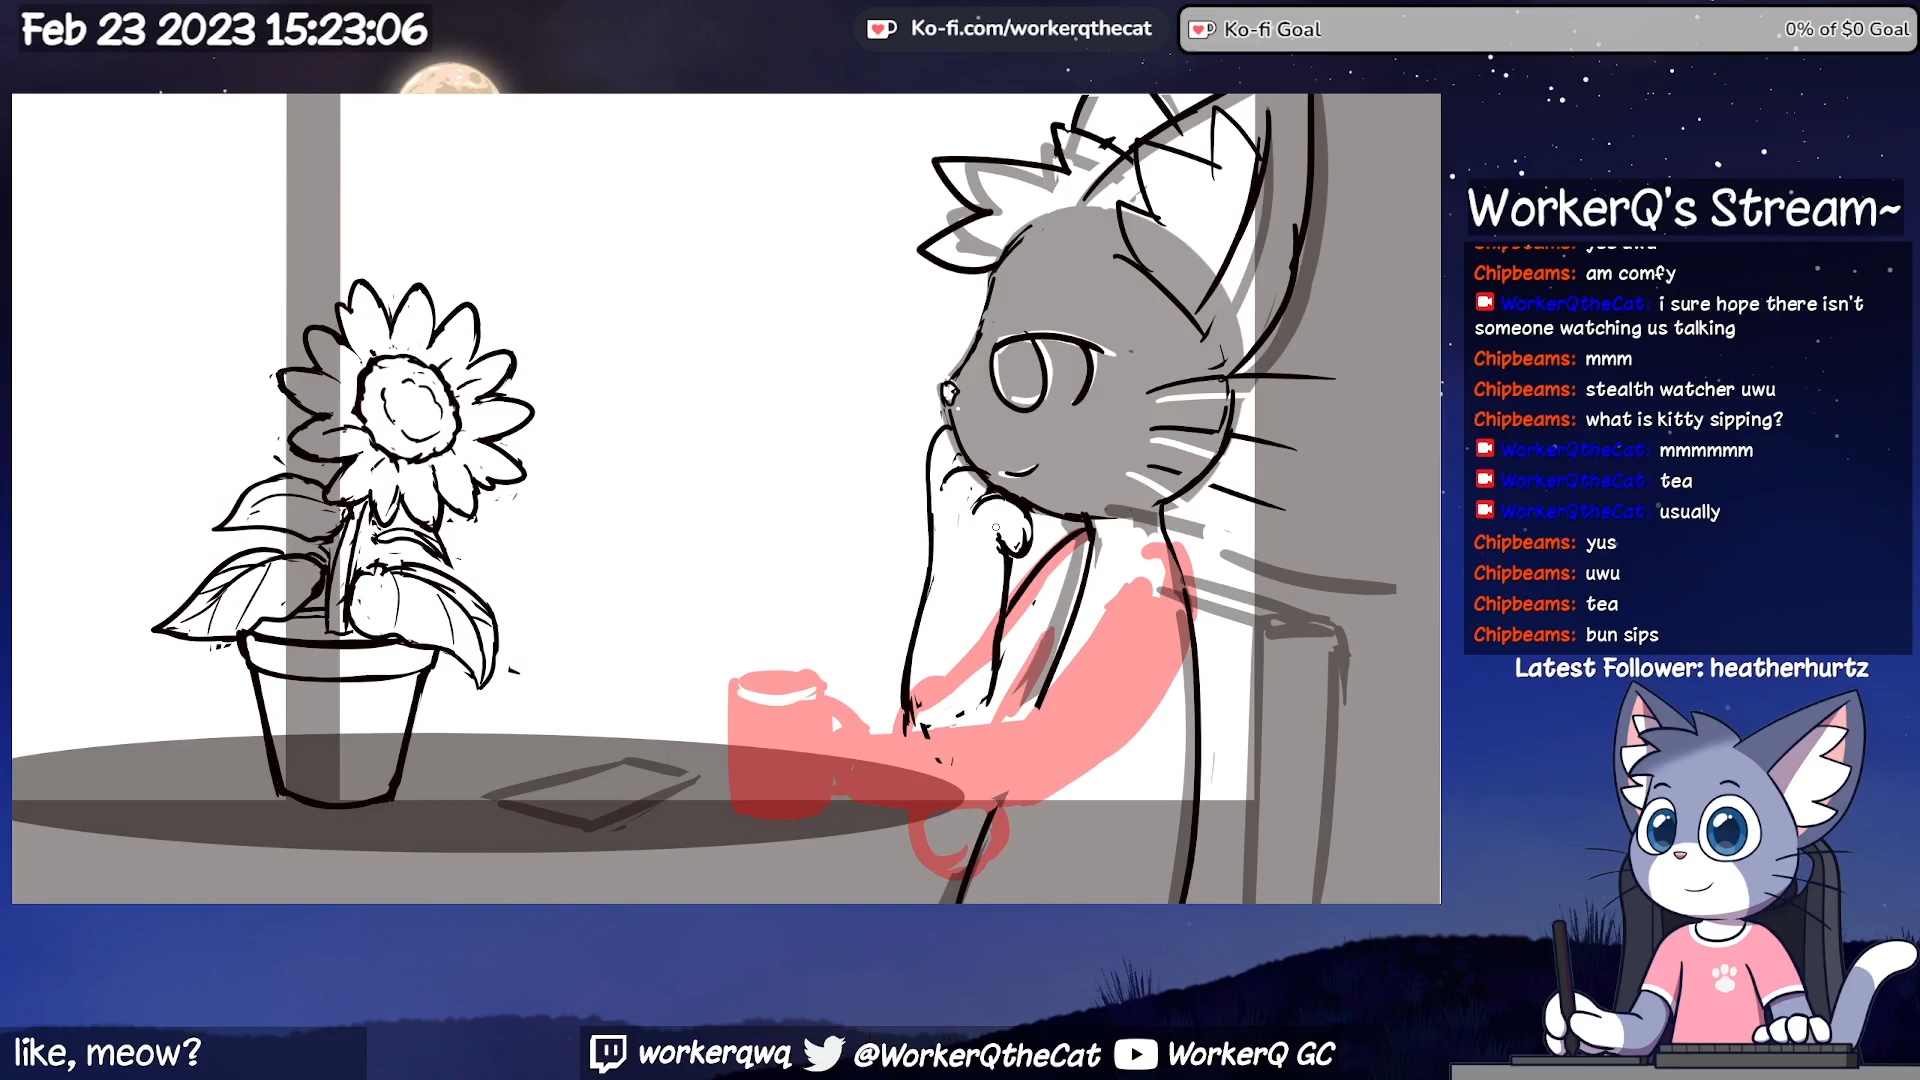 Feb 23 2023 15:23:06
Ko-fi.com/workerqthecat
Ko-fi Goal
0% of $0 Goal
WorkerQ's Stream~
Chipbeams: yes uwu
Chipbeams: am comfy
WorkerQtheCat: i sure hope there isn't
someone watching us talking
Chipbeams: mmm
Chipbeams: stealth watcher uwu
Chipbeams: what is kitty sipping?
WorkerQtheCat: mmmmmm
WorkerQtheCat: tea
WorkerQtheCat: usually
Chipbeams: yus
Chipbeams: uwu
Chipbeams: tea
Chipbeams: bun sips
Latest Follower: heatherhurtz
like, meow?
workerqwq
@WorkerQtheCat
WorkerQ GC